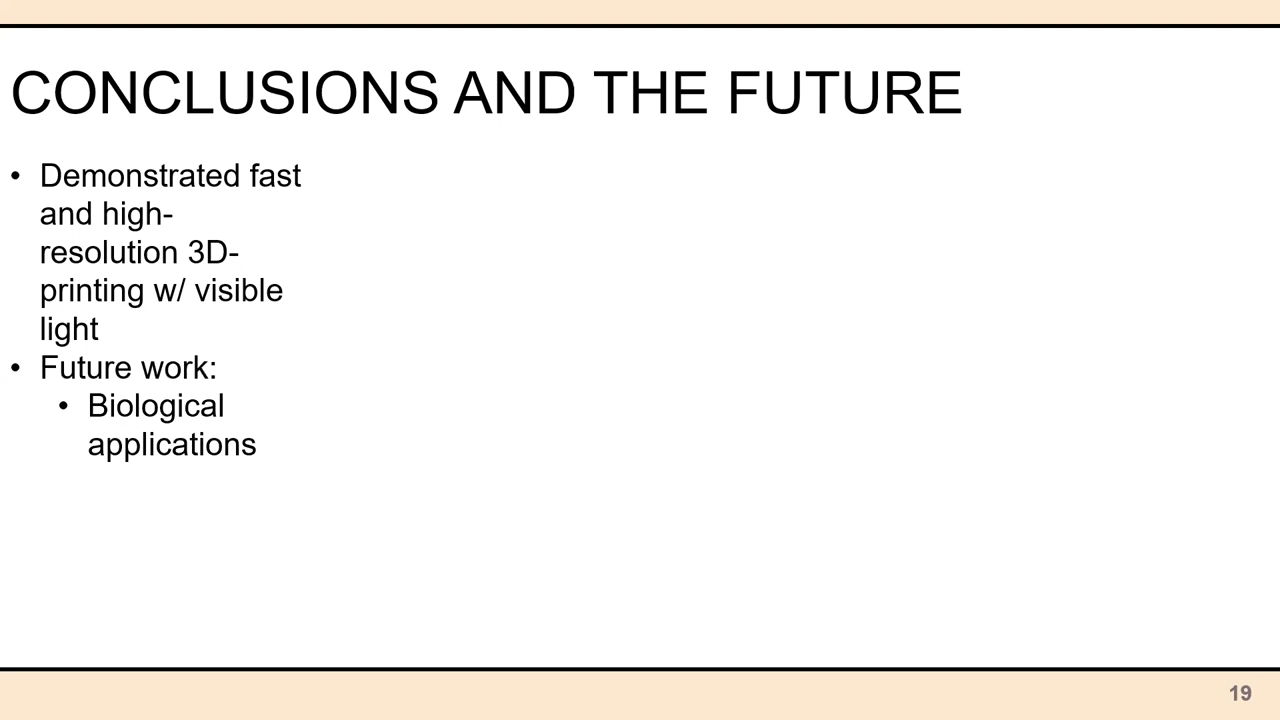 CONCLUSIONS AND THE FUTURE
• Demonstrated fast
and high-
resolution 3D-
printing w/ visible
light
• Future work:
• Biological
applications
19